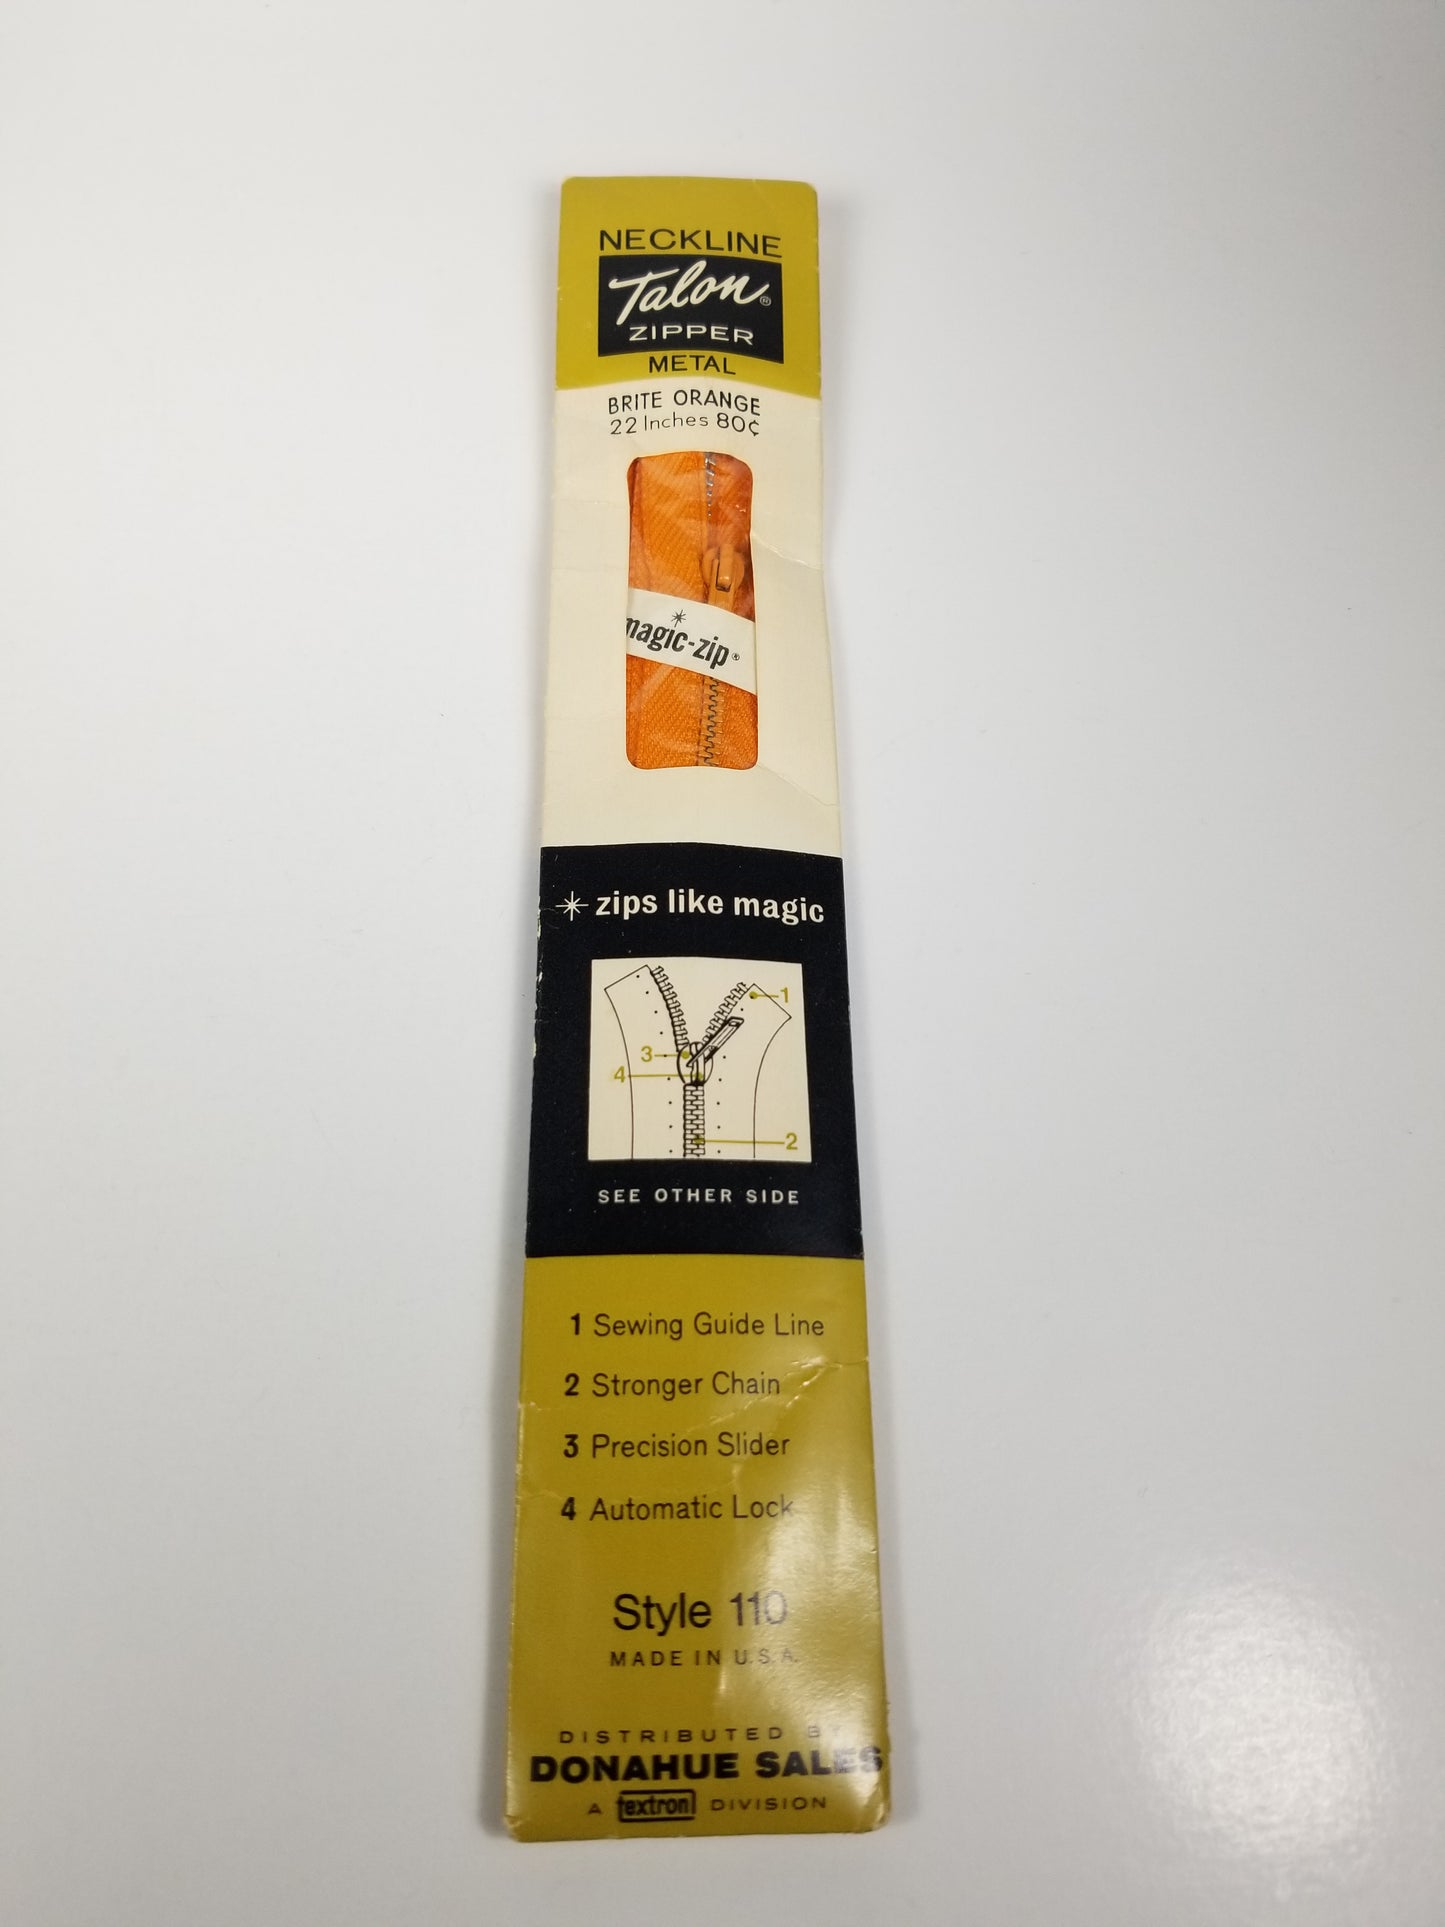 NECKLINE
Talon®
ZIPPER
METAL
BRITE ORANGE
22 Inches 80¢
magic-zip®
zips like magic
1
3
4
2
SEE OTHER SIDE
1 Sewing Guide Line
2 Stronger Chain
3 Precision Slider
4 Automatic Lock
Style 110
MADE IN U.S.A.
DISTRIBUTED BY
DONAHUE SALES
A textron DIVISION